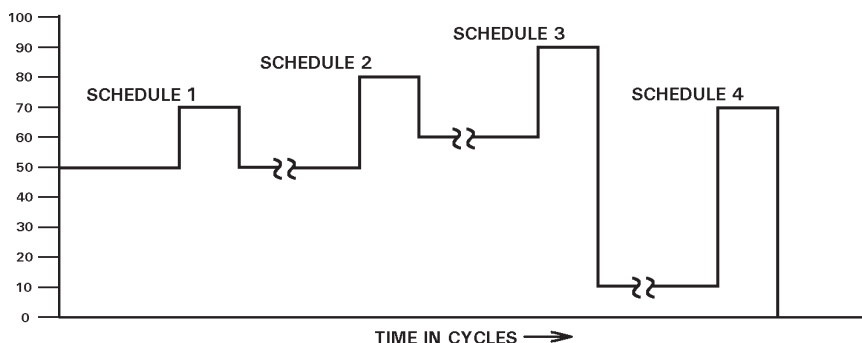 100
90
80
70
60
50
40
30
20
10
0
SCHEDULE 1
SCHEDULE 2
SCHEDULE 3
SCHEDULE 4
TIME IN CYCLES